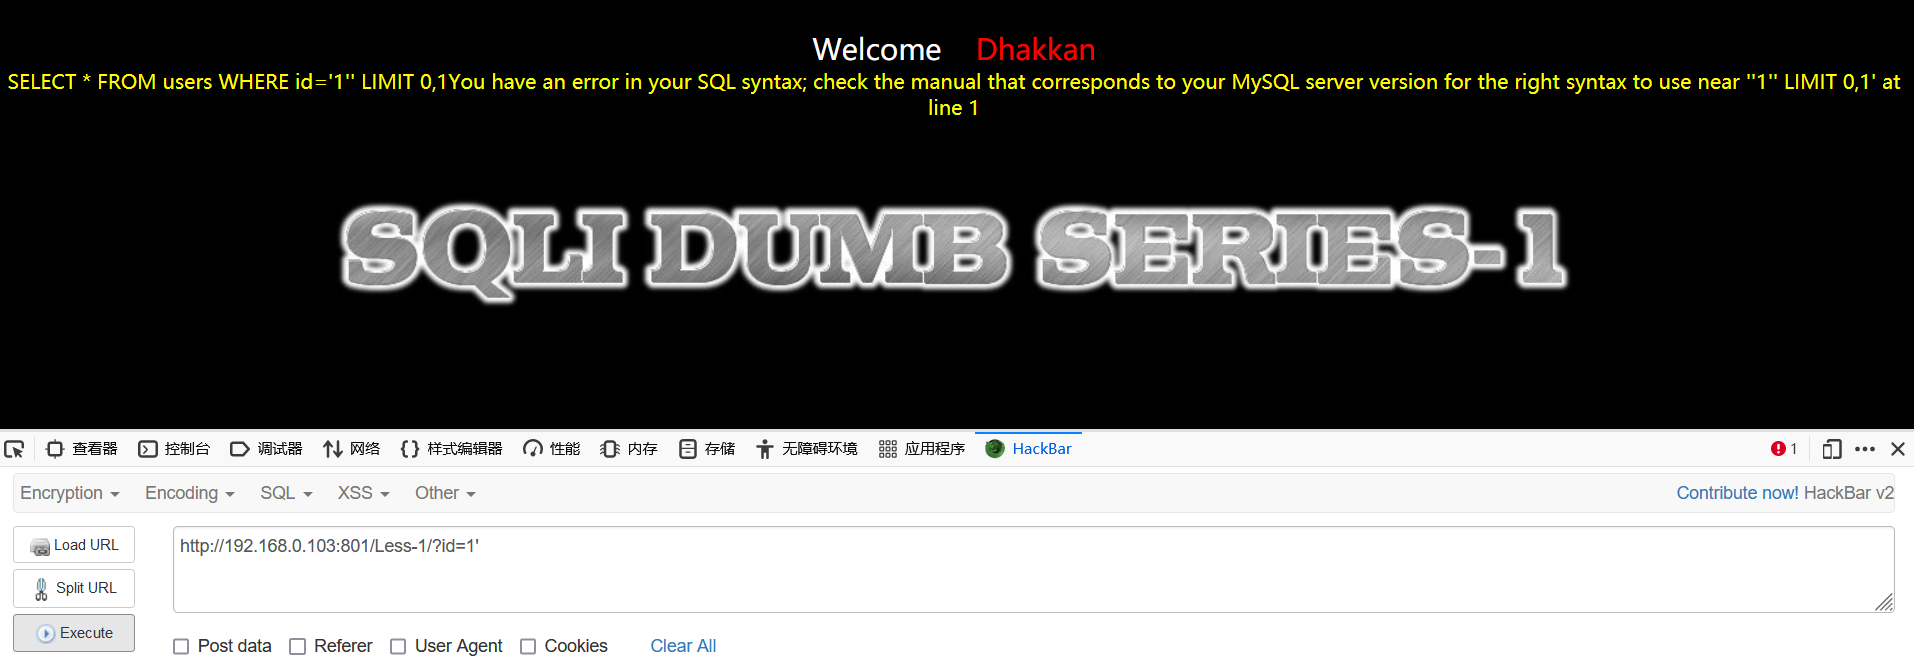 Welcome Dhakkan
SELECT * FROM users WHERE id='1'' LIMIT 0,1You have an error in your SQL syntax; check the manual that corresponds to your MySQL server version for the right syntax to use near ''1'' LIMIT 0,1' at
line 1
SQLI DUMB SERIES-1
查看器 控制台 调试器 网络 {} 样式编辑器 性能 内存 存储 无障碍环境 应用程序 HackBar 1
Encryption Encoding SQL XSS Other Contribute now! HackBar v2
Load URL http://192.168.0.103:801/Less-1/?id=1'
Split URL
Execute
Post data Referer User Agent Cookies Clear All